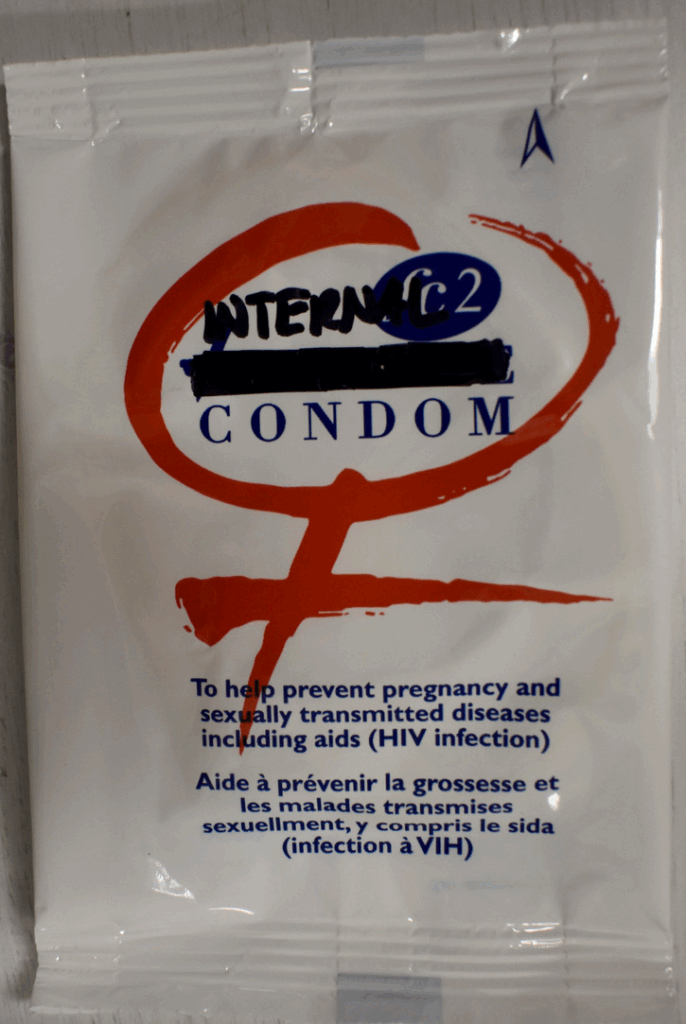 fc2
INTERNAL
CONDOM
To help prevent pregnancy and
sexually transmitted diseases
including aids (HIV infection)
Aide à prévenir la grossesse et
les malades transmises
sexuellment, y compris le sida
(infection à VIH)